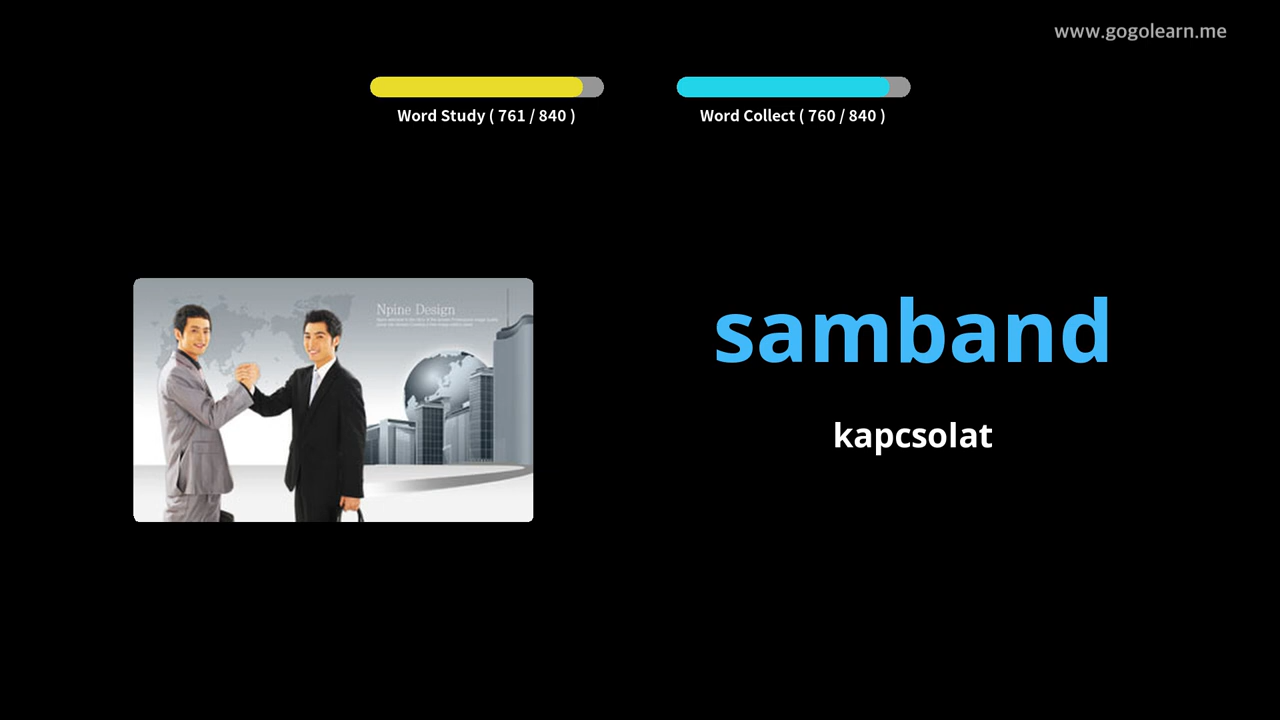 www.gogolearn.me
Word Study ( 761 / 840 )
Word Collect ( 760 / 840 )
Npine Design
samband
kapcsolat